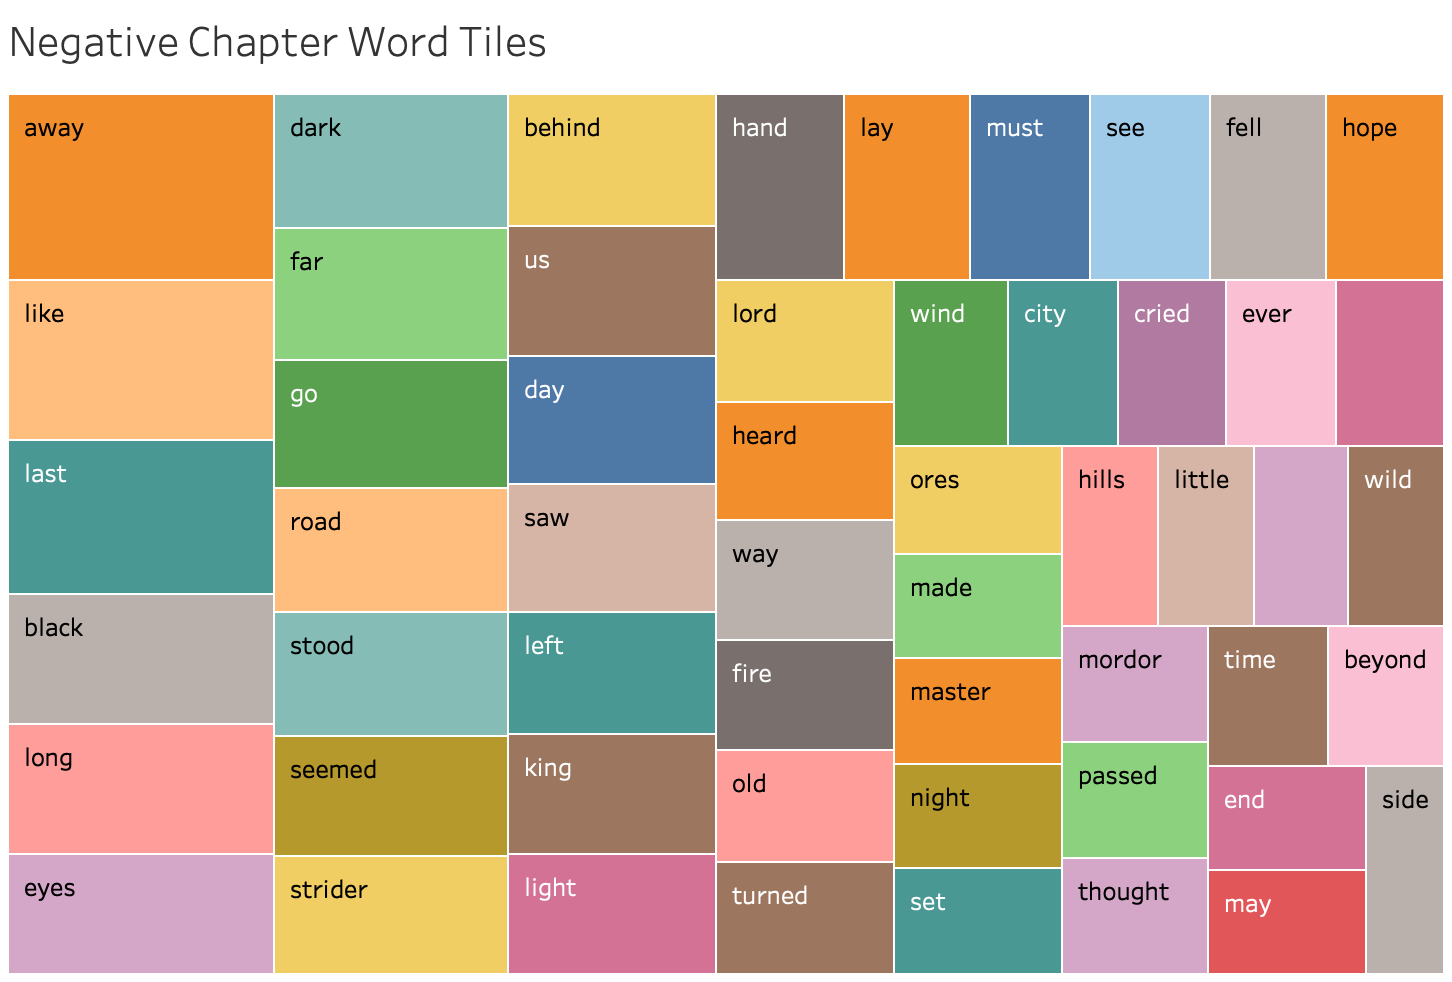 Negative Chapter Word Tiles
away
like
last
black
long
eyes
dark
far
go
road
stood
seemed
strider
behind
us
day
saw
left
king
light
hand
lay
must
see
fell
hope
lord
heard
way
fire
old
turned
wind
city
cried
ever
ores
made
master
night
set
hills
little
wild
mordor
passed
thought
time
beyond
end
may
side